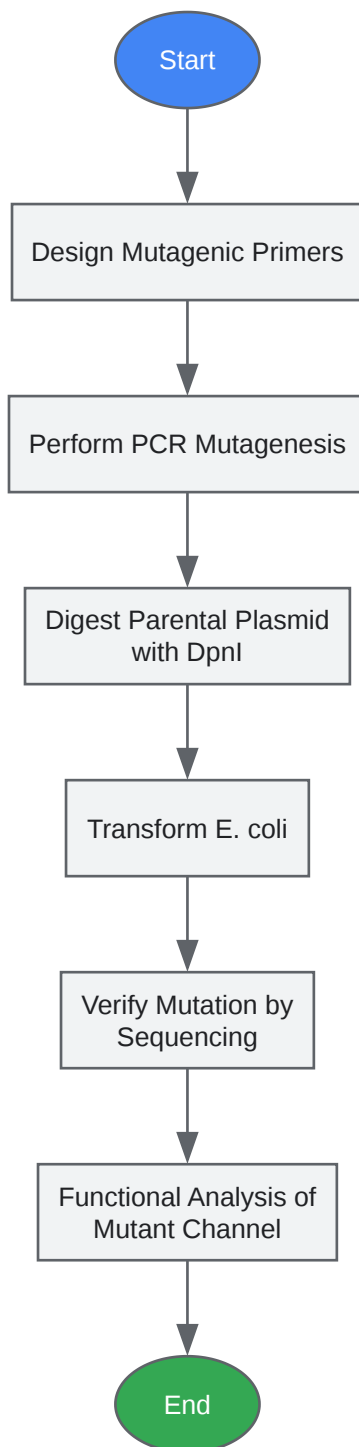 Start
Design Mutagenic Primers
Perform PCR Mutagenesis
Digest Parental Plasmid
with DpnI
Transform E. coli
Verify Mutation by
Sequencing
Functional Analysis of
Mutant Channel
End